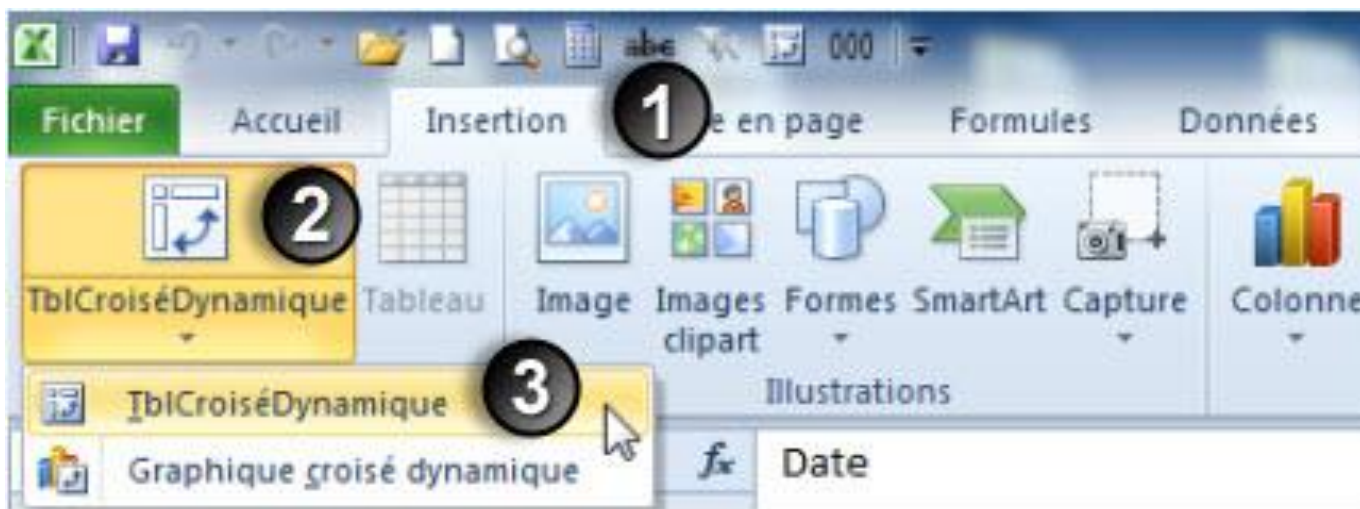 abc 000
Fichier Accueil Insertion 1 e en page Formules Données
2
TblCroiséDynamique Tableau Image Images clipart Formes SmartArt Capture Colonne
Illustrations
TblCroiséDynamique 3
Graphique croisé dynamique fx Date